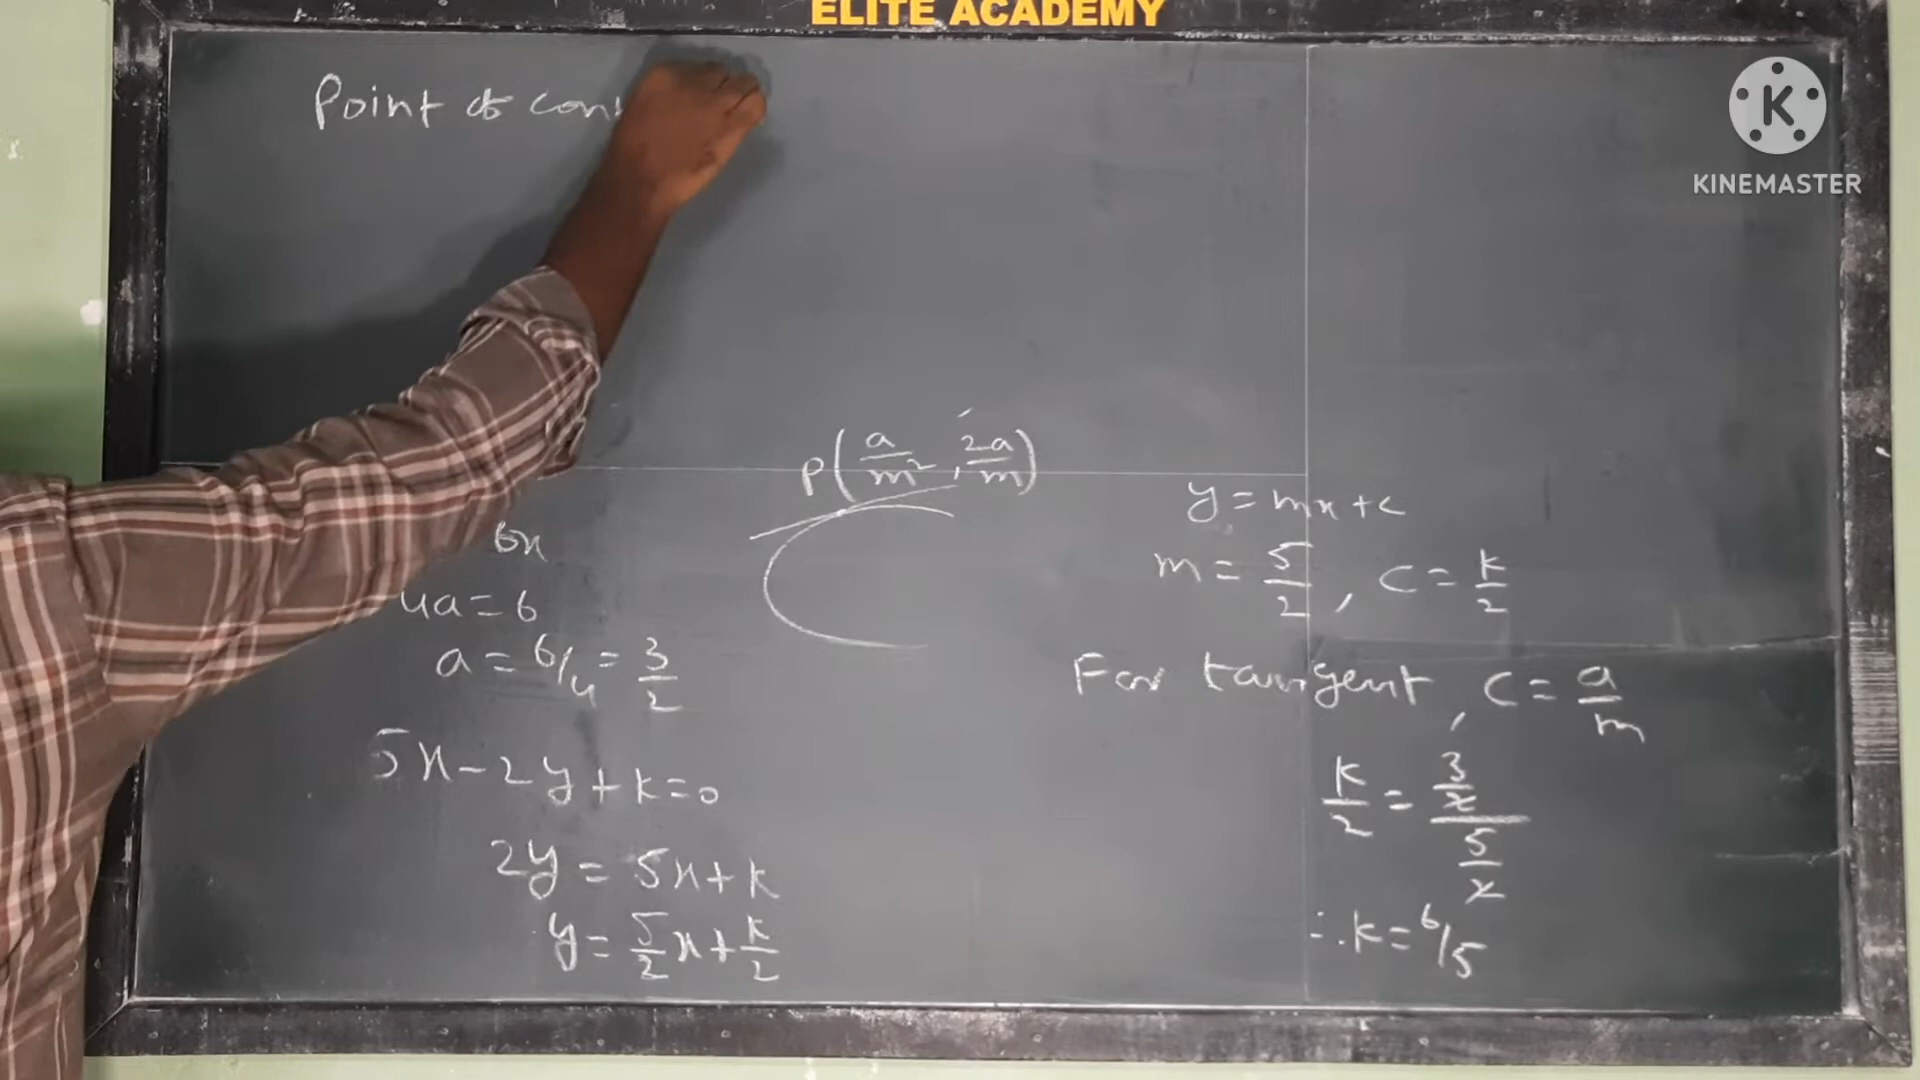 ELITE ACADEMY
Point of con
KINEMASTER
P(a/m², 2a/m)
6x
4a=6
a = 6/4 = 3/2
5x-2y+k=0
2y = 5x+k
y = 5/2 x + k/2
y = mx+c
m = 5/2, c = k/2
For tangent, c = a/m
k/2 = (3/2)/(5/2)
∴ k = 6/5